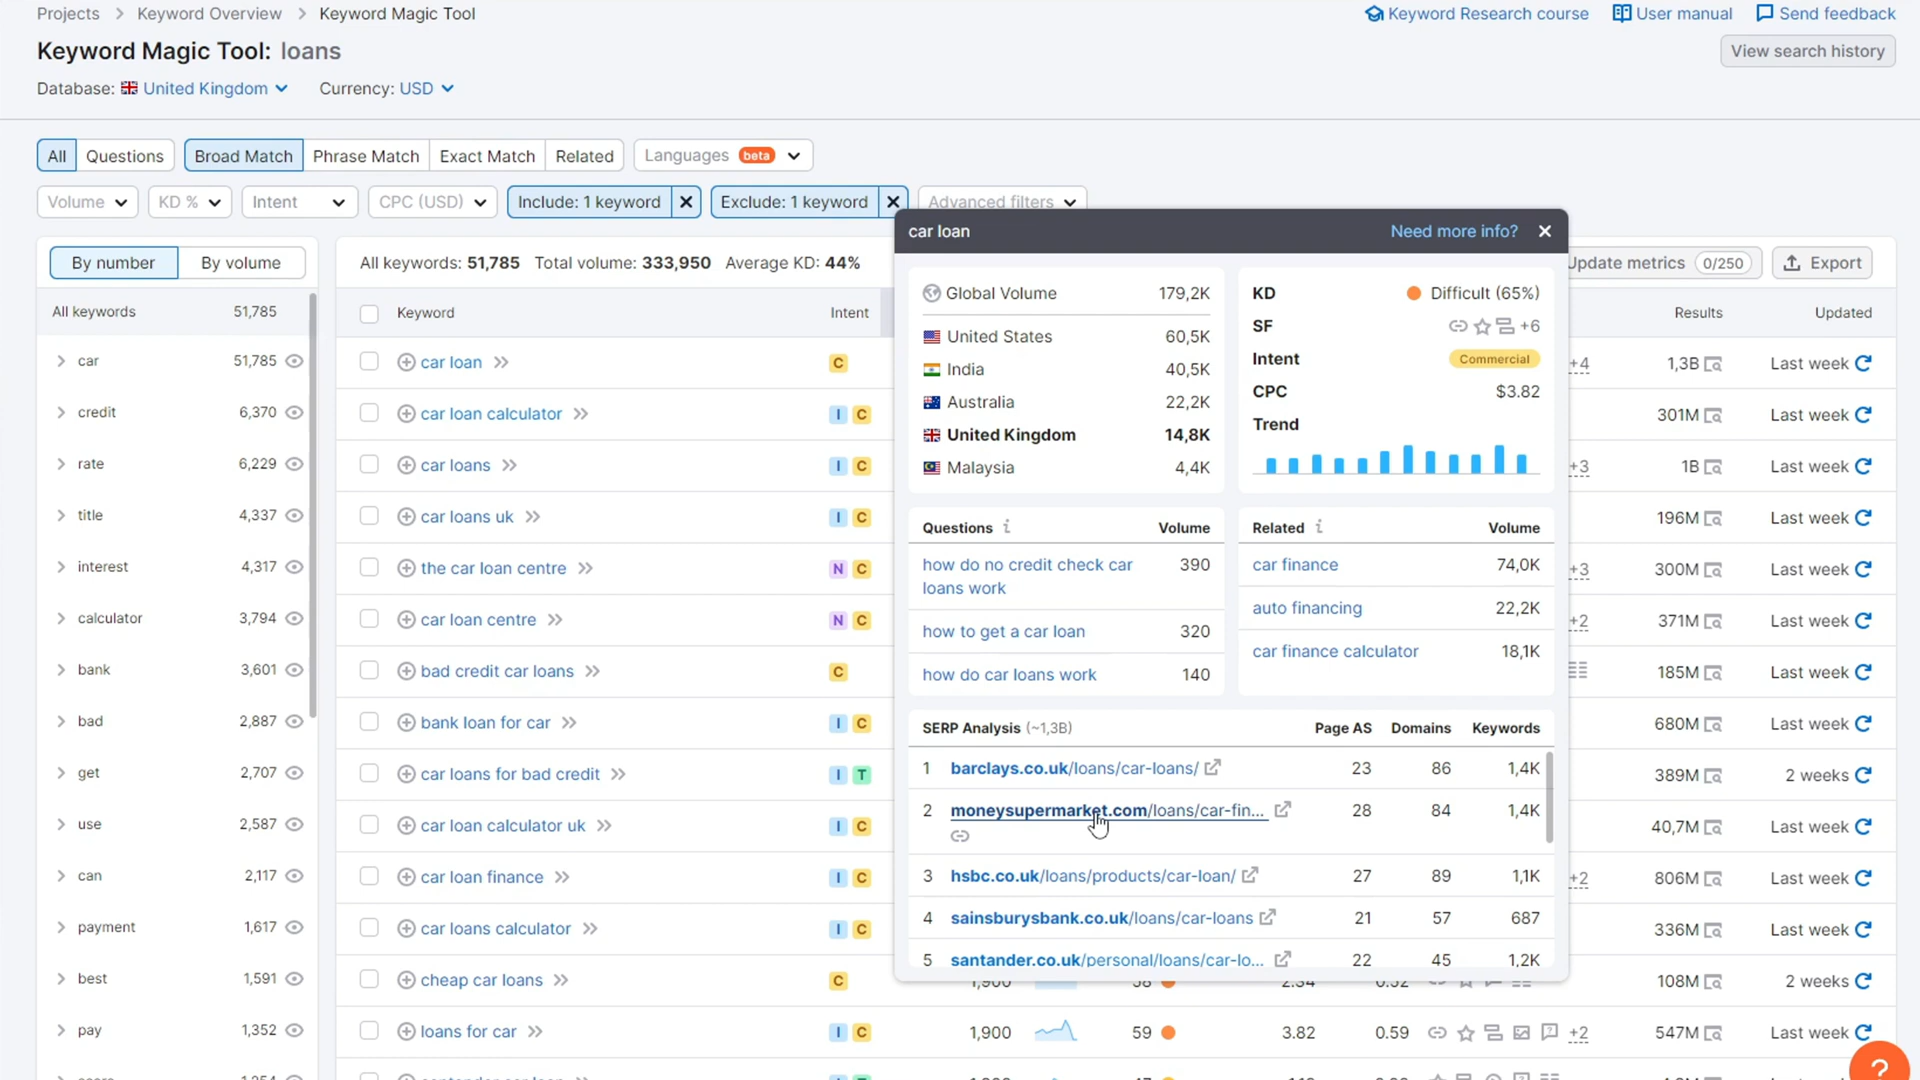 Projects > Keyword Overview > Keyword Magic Tool
Keyword Research course User manual Send feedback
Keyword Magic Tool: loans
View search history
Database: United Kingdom Currency: USD
All Questions Broad Match Phrase Match Exact Match Related Languages beta
Volume KD % Intent CPC (USD) Include: 1 keyword Exclude: 1 keyword Advanced filters
By number By volume
All keywords 51,785
car 51,785
credit 6,370
rate 6,229
title 4,337
interest 4,317
calculator 3,794
bank 3,601
bad 2,887
get 2,707
use 2,587
can 2,117
payment 1,617
best 1,591
pay 1,352
All keywords: 51,785 Total volume: 333,950 Average KD: 44%
Update metrics 0/250 Export
Keyword Intent Results Updated
car loan C +4 1,3B Last week
car loan calculator I C 301M Last week
car loans I C +3 1B Last week
car loans uk I C 196M Last week
the car loan centre N C +3 300M Last week
car loan centre N C +2 371M Last week
bad credit car loans C 185M Last week
bank loan for car I C 680M Last week
car loans for bad credit I T 389M 2 weeks
car loan calculator uk I C 40,7M Last week
car loan finance I C +2 806M Last week
car loans calculator I C 336M Last week
cheap car loans C 1,900 58 2.34 0.52 108M 2 weeks
loans for car I C 1,900 59 3.82 0.59 +2 547M Last week
car loan
Need more info?
Global Volume 179,2K
United States 60,5K
India 40,5K
Australia 22,2K
United Kingdom 14,8K
Malaysia 4,4K
KD Difficult (65%)
SF +6
Intent Commercial
CPC $3.82
Trend
Questions i Volume
how do no credit check car
loans work 390
how to get a car loan 320
how do car loans work 140
Related i Volume
car finance 74,0K
auto financing 22,2K
car finance calculator 18,1K
SERP Analysis (~1,3B) Page AS Domains Keywords
1 barclays.co.uk/loans/car-loans/ 23 86 1,4K
2 moneysupermarket.com/loans/car-fin... 28 84 1,4K
3 hsbc.co.uk/loans/products/car-loan/ 27 89 1,1K
4 sainsburysbank.co.uk/loans/car-loans 21 57 687
5 santander.co.uk/personal/loans/car-lo... 22 45 1,2K
?